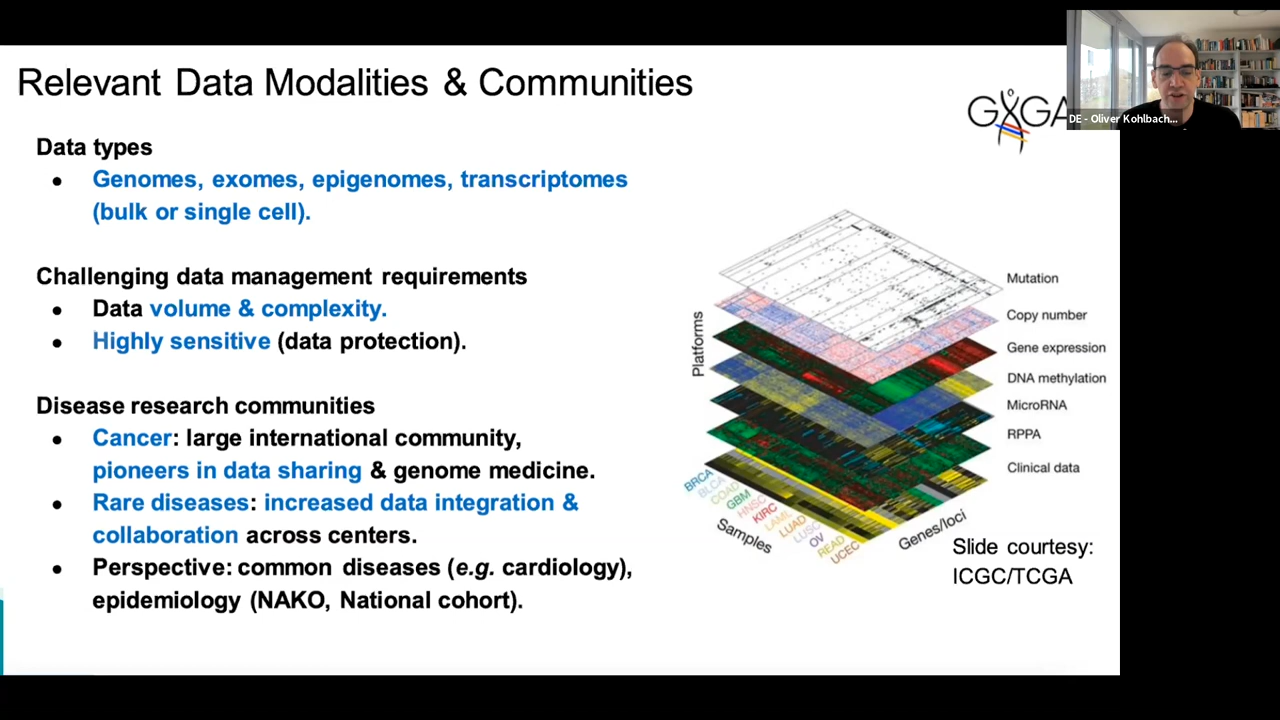 Relevant Data Modalities & Communities
GHGA
DE - Oliver Kohlbach...
Data types
● Genomes, exomes, epigenomes, transcriptomes
(bulk or single cell).
Challenging data management requirements
● Data volume & complexity.
● Highly sensitive (data protection).
Disease research communities
● Cancer: large international community,
pioneers in data sharing & genome medicine.
● Rare diseases: increased data integration &
collaboration across centers.
● Perspective: common diseases (e.g. cardiology),
epidemiology (NAKO, National cohort).
Platforms
Mutation
Copy number
Gene expression
DNA methylation
MicroRNA
RPPA
Clinical data
BRCA
BLCA
COAD
GBM
HNSC
KIRC
LAML
LUAD
LUSC
OV
READ
UCEC
Samples
Genes/loci
Slide courtesy:
ICGC/TCGA